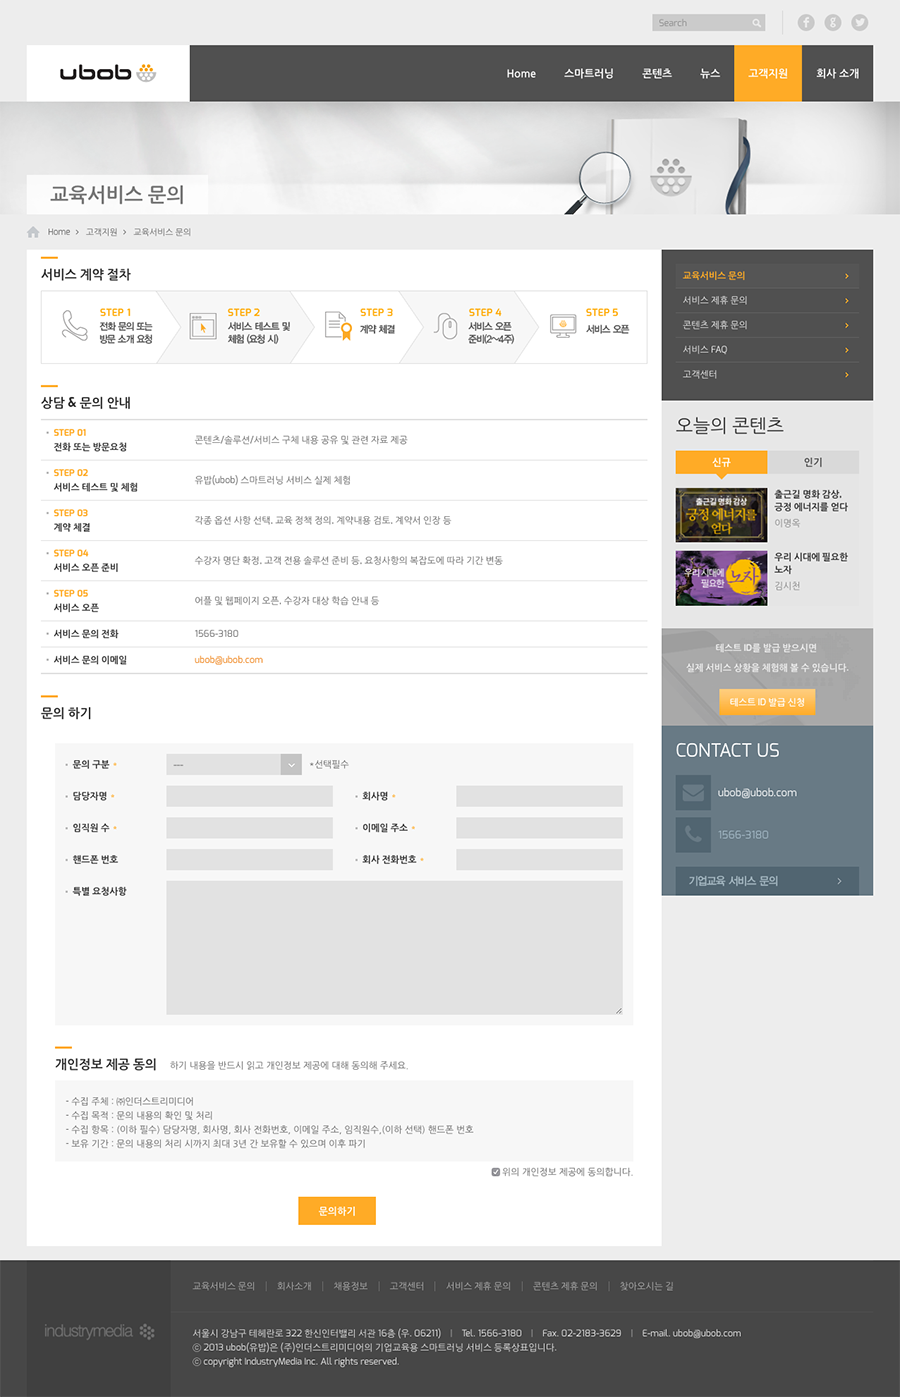 Search
ubob
Home 스마트러닝 콘텐츠 뉴스 고객지원 회사 소개
교육서비스 문의
Home > 고객지원 > 교육서비스 문의
서비스 계약 절차
STEP 1
전화 문의 또는
방문 소개 요청
STEP 2
서비스 테스트 및
체험 (요청 시)
STEP 3
계약 체결
STEP 4
서비스 오픈
준비(2~4주)
STEP 5
서비스 오픈
상담 & 문의 안내
STEP 01
전화 또는 방문요청
콘텐츠/솔루션/서비스 구체 내용 공유 및 관련 자료 제공
STEP 02
서비스 테스트 및 체험
유밥(ubob) 스마트러닝 서비스 실제 체험
STEP 03
계약 체결
각종 옵션 사항 선택, 교육 정책 정의, 계약내용 검토, 계약서 인장 등
STEP 04
서비스 오픈 준비
수강자 명단 확정, 고객 전용 솔루션 준비 등, 요청사항의 복잡도에 따라 기간 변동
STEP 05
서비스 오픈
어플 및 웹페이지 오픈, 수강자 대상 학습 안내 등
서비스 문의 전화 1566-3180
서비스 문의 이메일 ubob@ubob.com
문의 하기
문의 구분 * --- *선택필수
담당자명 * 회사명 *
임직원 수 * 이메일 주소 *
핸드폰 번호 회사 전화번호 *
특별 요청사항
개인정보 제공 동의 하기 내용을 반드시 읽고 개인정보 제공에 대해 동의해 주세요.
- 수집 주체 : ㈜인더스트리미디어
- 수집 목적 : 문의 내용의 확인 및 처리
- 수집 항목 : (이하 필수) 담당자명, 회사명, 회사 전화번호, 이메일 주소, 임직원수,(이하 선택) 핸드폰 번호
- 보유 기간 : 문의 내용의 처리 시까지 최대 3년 간 보유할 수 있으며 이후 파기
위의 개인정보 제공에 동의합니다.
문의하기
교육서비스 문의 >
서비스 제휴 문의 >
콘텐츠 제휴 문의 >
서비스 FAQ >
고객센터 >
오늘의 콘텐츠
신규 인기
출근길 명화 감상
긍정 에너지를
얻다
출근길 명화 감상,
긍정 에너지를 얻다
이명옥
우리 시대에
필요한
노자
우리 시대에 필요한
노자
김시천
테스트 ID를 발급 받으시면
실제 서비스 상황을 체험해 볼 수 있습니다.
테스트 ID 발급 신청
CONTACT US
ubob@ubob.com
1566-3180
기업교육 서비스 문의 >
교육서비스 문의 | 회사소개 | 채용정보 | 고객센터 | 서비스 제휴 문의 | 콘텐츠 제휴 문의 | 찾아오시는 길
industrymedia
서울시 강남구 테헤란로 322 한신인터밸리 서관 16층 (우. 06211) | Tel. 1566-3180 | Fax. 02-2183-3629 | E-mail. ubob@ubob.com
ⓒ 2013 ubob(유밥)은 (주)인더스트리미디어의 기업교육용 스마트러닝 서비스 등록상표입니다.
ⓒ copyright IndustryMedia Inc. All rights reserved.